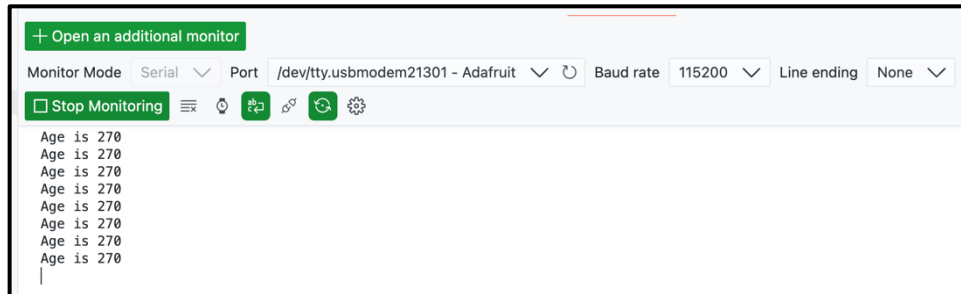 + Open an additional monitor
Monitor Mode Serial Port /dev/tty.usbmodem21301 - Adafruit Baud rate 115200 Line ending None
Stop Monitoring
Age is 270
Age is 270
Age is 270
Age is 270
Age is 270
Age is 270
Age is 270
Age is 270